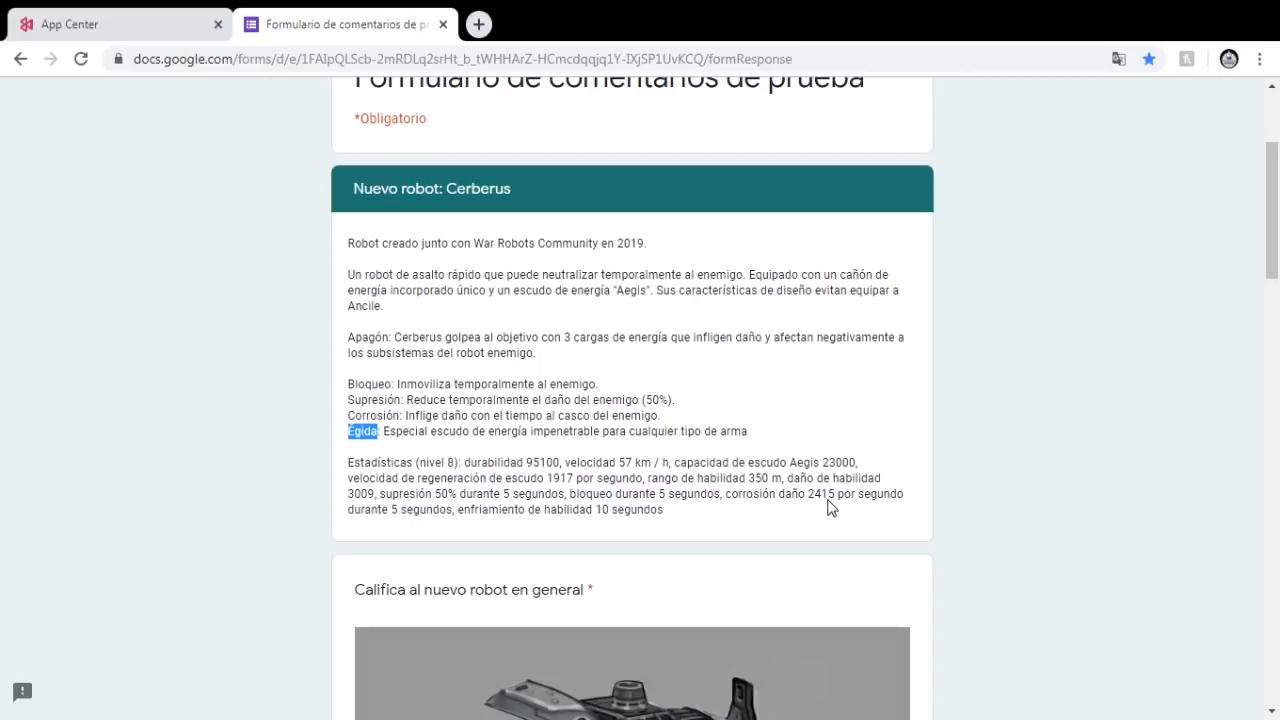 App Center
Formulario de comentarios de pr
docs.google.com/forms/d/e/1FAIpQLScb-2mRDLq2srHt_b_tWHHArZ-HCmcdqqjq1Y-IXjSP1UvKCQ/formResponse
Formulario de comentarios de prueba
*Obligatorio
Nuevo robot: Cerberus
Robot creado junto con War Robots Community en 2019.
Un robot de asalto rápido que puede neutralizar temporalmente al enemigo. Equipado con un cañón de
energía incorporado único y un escudo de energía "Aegis". Sus características de diseño evitan equipar a
Ancile.
Apagón: Cerberus golpea al objetivo con 3 cargas de energía que infligen daño y afectan negativamente a
los subsistemas del robot enemigo.
Bloqueo: Inmoviliza temporalmente al enemigo.
Supresión: Reduce temporalmente el daño del enemigo (50%).
Corrosión: Inflige daño con el tiempo al casco del enemigo.
Égida: Especial escudo de energía impenetrable para cualquier tipo de arma
Estadísticas (nivel 8): durabilidad 95100, velocidad 57 km / h, capacidad de escudo Aegis 23000,
velocidad de regeneración de escudo 1917 por segundo, rango de habilidad 350 m, daño de habilidad
3009, supresión 50% durante 5 segundos, bloqueo durante 5 segundos, corrosión daño 2415 por segundo
durante 5 segundos, enfriamiento de habilidad 10 segundos
Califica al nuevo robot en general *